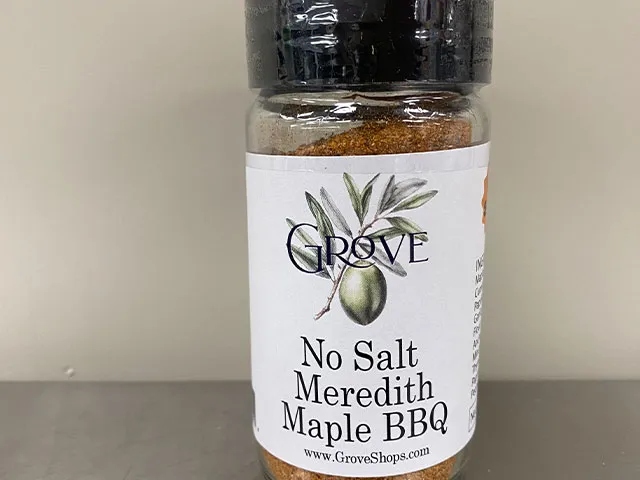 GROVE
No Salt
Meredith
Maple BBQ
www.GroveShops.com